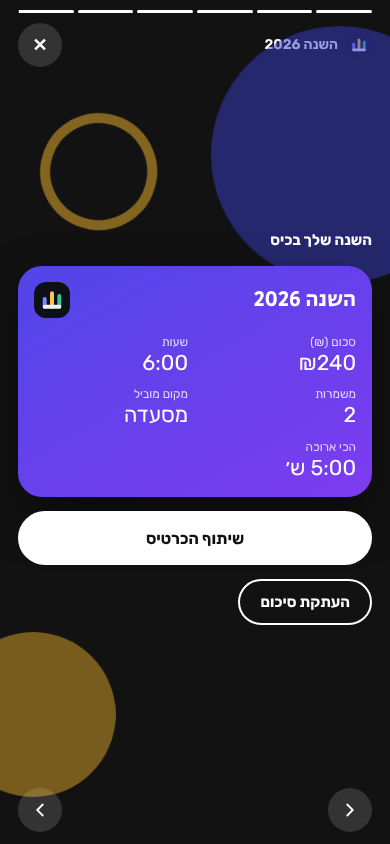 השנה 2026
השנה שלך בכיס
השנה 2026
סכום (₪)
₪240
שעות
6:00
משמרות
2
מקום מוביל
מסעדה
הכי ארוכה
5:00 ש׳
שיתוף הכרטיס
העתקת סיכום